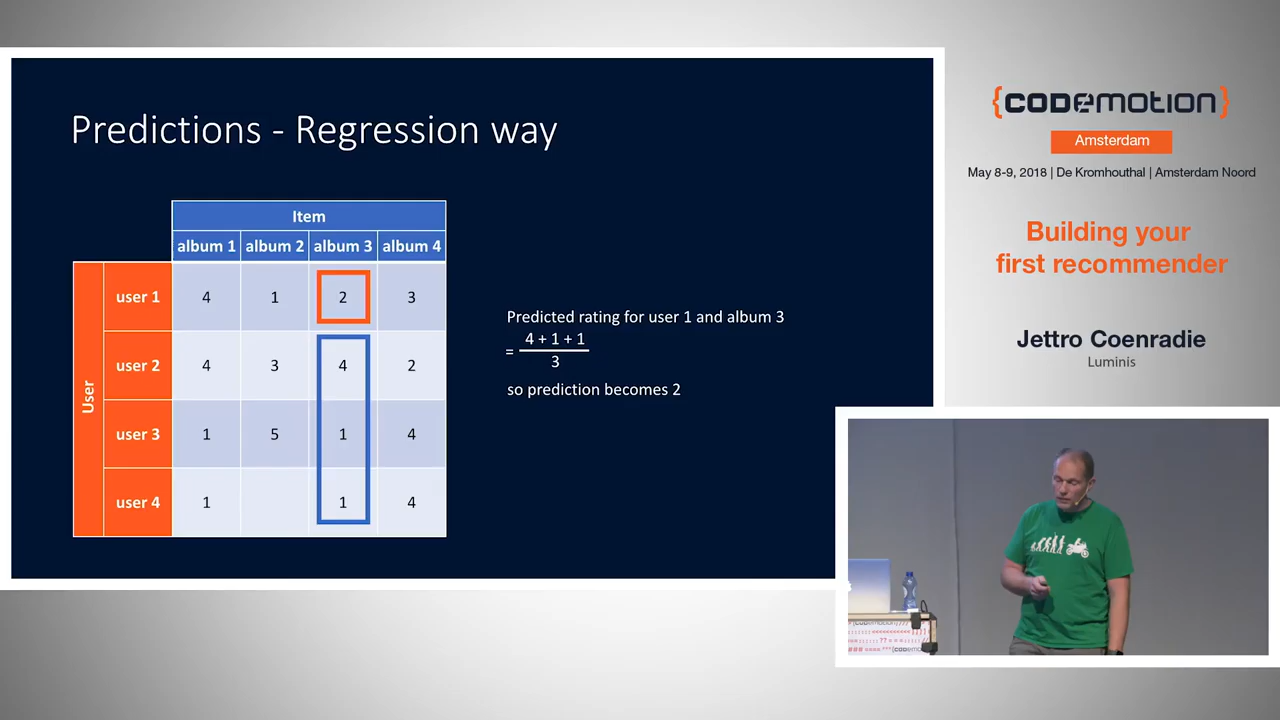 Predictions - Regression way
Item
album 1 album 2 album 3 album 4
User
user 1 4 1 2 3
user 2 4 3 4 2
user 3 1 5 1 4
user 4 1 1 4
Predicted rating for user 1 and album 3
= 4 + 1 + 1
3
so prediction becomes 2
{CODEMOTION}
Amsterdam
May 8-9, 2018 | De Kromhouthal | Amsterdam Noord
Building your
first recommender
Jettro Coenradie
Luminis